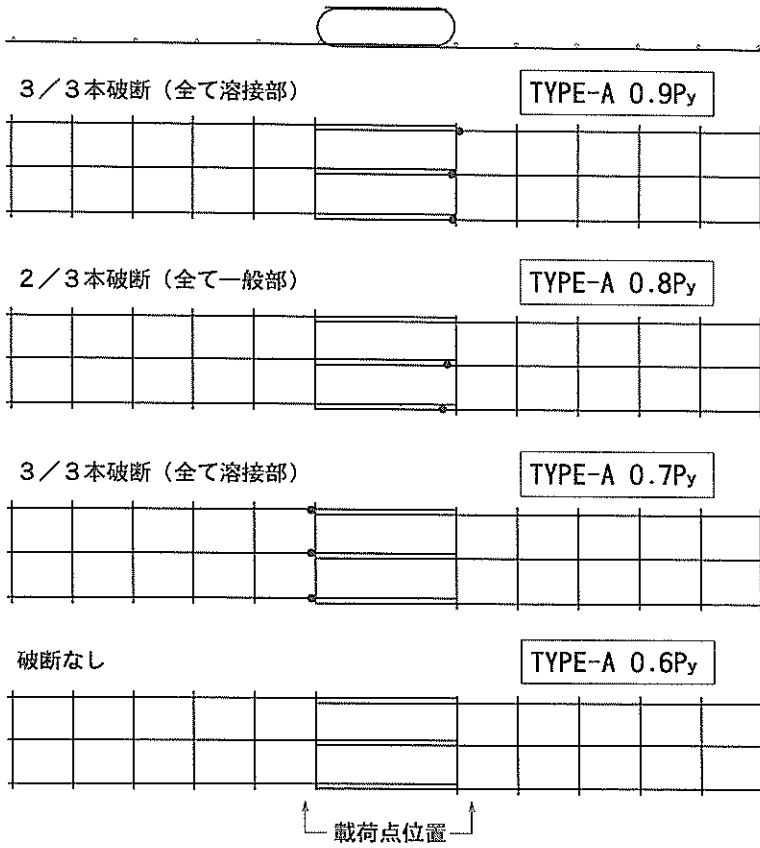 3／3本破断（全て溶接部）
TYPE-A 0.9Py
2／3本破断（全て一般部）
TYPE-A 0.8Py
3／3本破断（全て溶接部）
TYPE-A 0.7Py
破断なし
TYPE-A 0.6Py
載荷点位置